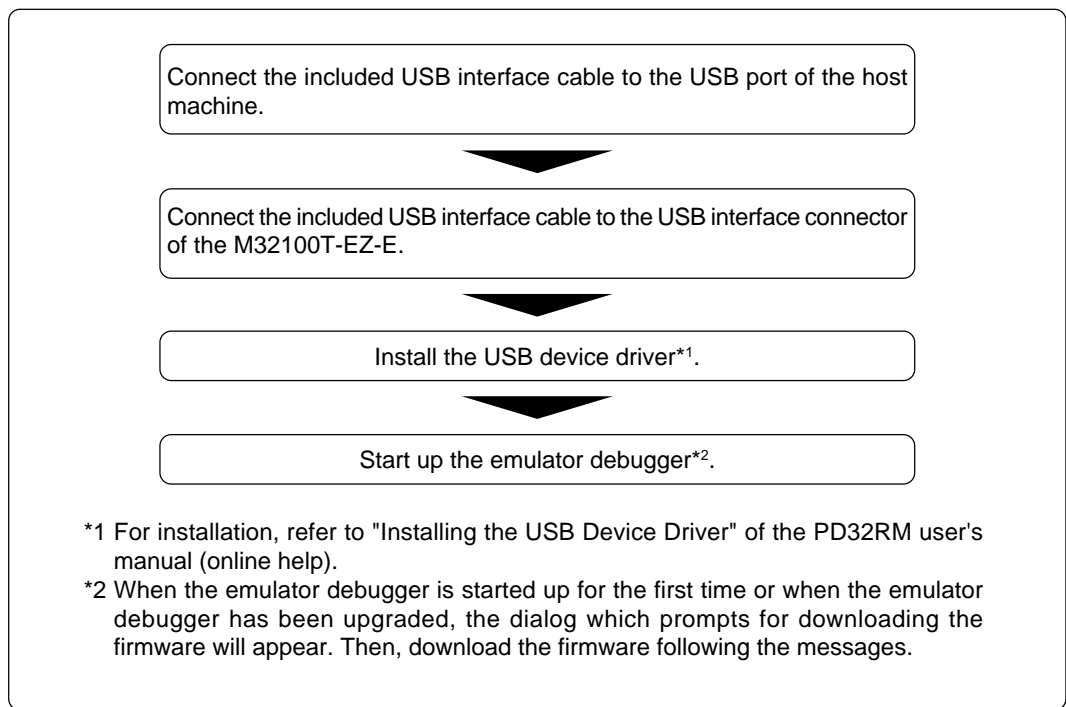 Connect the included USB interface cable to the USB port of the host
machine.
Connect the included USB interface cable to the USB interface connector
of the M32100T-EZ-E.
Install the USB device driver*1.
Start up the emulator debugger*2.
*1 For installation, refer to "Installing the USB Device Driver" of the PD32RM user's
manual (online help).
*2 When the emulator debugger is started up for the first time or when the emulator
debugger has been upgraded, the dialog which prompts for downloading the
firmware will appear. Then, download the firmware following the messages.